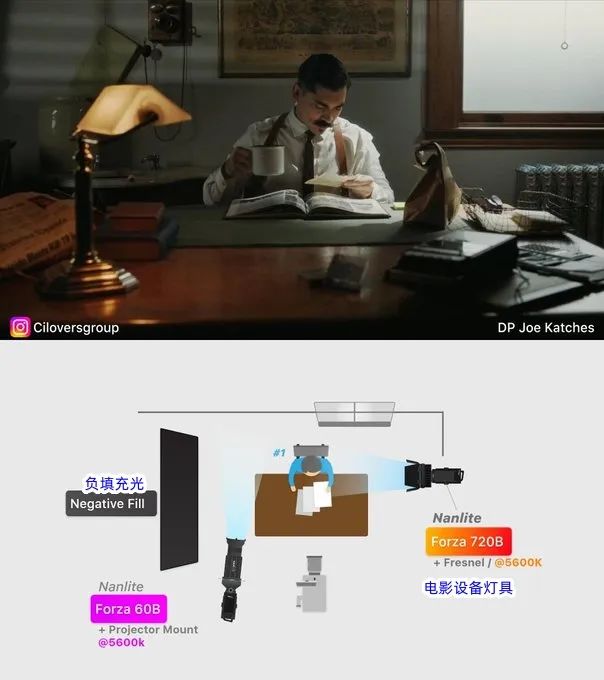 Ciloversgroup
DP Joe Katches
#1
负填充光
Negative Fill
Nanlite
Forza 720B
+ Fresnel / @5600K
电影设备灯具
Nanlite
Forza 60B
+ Projector Mount
@5600k